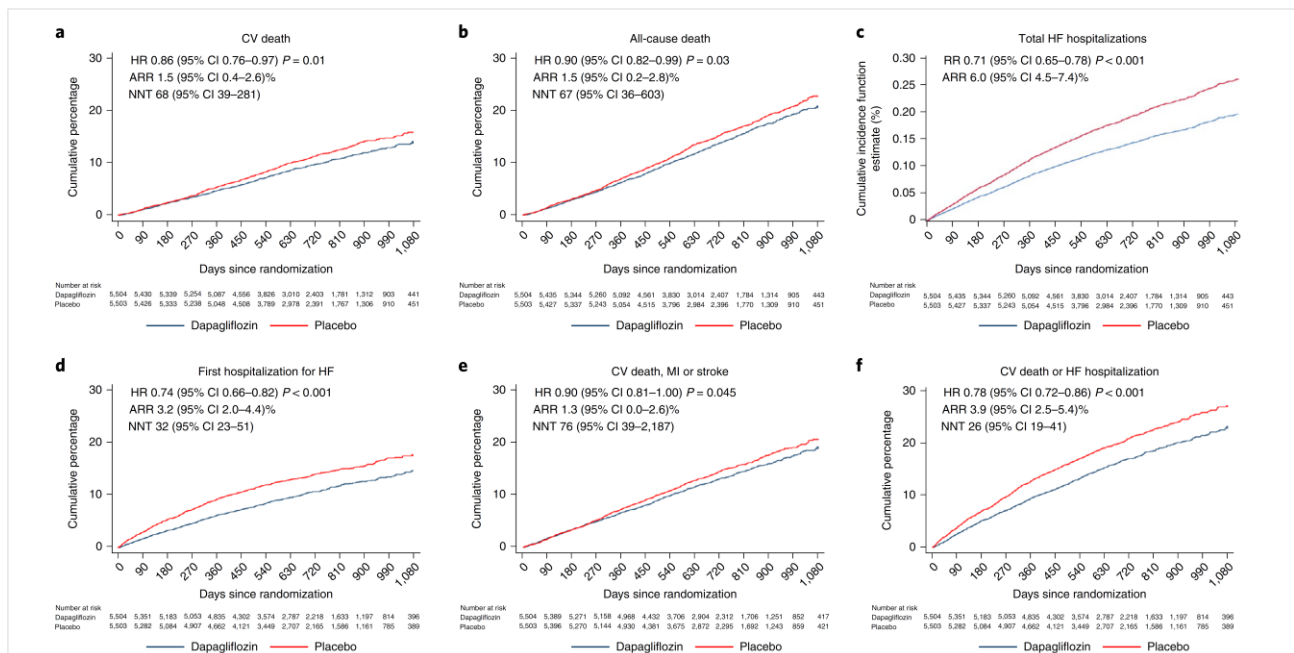 a
CV death
HR 0.86 (95% CI 0.76–0.97) P = 0.01
ARR 1.5 (95% CI 0.4–2.6)%
NNT 68 (95% CI 39–281)
Cumulative percentage
30
20
10
0
0 90 180 270 360 450 540 630 720 810 900 990 1,080
Days since randomization
Number at risk
Dapagliflozin 5,504 5,430 5,339 5,254 5,087 4,556 3,826 3,010 2,403 1,781 1,312 903 441
Placebo 5,503 5,426 5,333 5,238 5,048 4,508 3,789 2,978 2,391 1,767 1,306 910 451
Dapagliflozin Placebo
b
All-cause death
HR 0.90 (95% CI 0.82–0.99) P = 0.03
ARR 1.5 (95% CI 0.2–2.8)%
NNT 67 (95% CI 36–603)
Cumulative percentage
30
20
10
0
0 90 180 270 360 450 540 630 720 810 900 990 1,080
Days since randomization
Number at risk
Dapagliflozin 5,504 5,435 5,344 5,260 5,092 4,561 3,830 3,014 2,407 1,784 1,314 905 443
Placebo 5,503 5,427 5,337 5,243 5,054 4,515 3,796 2,984 2,396 1,770 1,309 910 451
Dapagliflozin Placebo
c
Total HF hospitalizations
RR 0.71 (95% CI 0.65–0.78) P < 0.001
ARR 6.0 (95% CI 4.5–7.4)%
Cumulative incidence function
estimate (%)
0.30
0.25
0.20
0.15
0.10
0.05
0
0 90 180 270 360 450 540 630 720 810 900 990 1,080
Days since randomization
Number at risk
Dapagliflozin 5,504 5,435 5,344 5,260 5,092 4,561 3,830 3,014 2,407 1,784 1,314 905 443
Placebo 5,503 5,427 5,337 5,243 5,054 4,515 3,796 2,984 2,396 1,770 1,309 910 451
Dapagliflozin Placebo
d
First hospitalization for HF
HR 0.74 (95% CI 0.66–0.82) P < 0.001
ARR 3.2 (95% CI 2.0–4.4)%
NNT 32 (95% CI 23–51)
Cumulative percentage
30
20
10
0
0 90 180 270 360 450 540 630 720 810 900 990 1,080
Days since randomization
Number at risk
Dapagliflozin 5,504 5,351 5,183 5,053 4,835 4,302 3,574 2,787 2,218 1,633 1,197 814 396
Placebo 5,503 5,282 5,084 4,907 4,662 4,121 3,449 2,707 2,165 1,586 1,161 785 389
Dapagliflozin Placebo
e
CV death, MI or stroke
HR 0.90 (95% CI 0.81–1.00) P = 0.045
ARR 1.3 (95% CI 0.0–2.6)%
NNT 76 (95% CI 39–2,187)
Cumulative percentage
30
20
10
0
0 90 180 270 360 450 540 630 720 810 900 990 1,080
Days since randomization
Number at risk
Dapagliflozin 5,504 5,389 5,271 5,158 4,968 4,432 3,706 2,904 2,312 1,706 1,251 852 417
Placebo 5,503 5,396 5,270 5,144 4,930 4,381 3,675 2,872 2,295 1,692 1,243 859 421
Dapagliflozin Placebo
f
CV death or HF hospitalization
HR 0.78 (95% CI 0.72–0.86) P < 0.001
ARR 3.9 (95% CI 2.5–5.4)%
NNT 26 (95% CI 19–41)
Cumulative percentage
30
20
10
0
0 90 180 270 360 450 540 630 720 810 900 990 1,080
Days since randomization
Number at risk
Dapagliflozin 5,504 5,351 5,183 5,053 4,835 4,302 3,574 2,787 2,218 1,633 1,197 814 396
Placebo 5,503 5,282 5,084 4,907 4,662 4,121 3,449 2,707 2,165 1,586 1,161 785 389
Dapagliflozin Placebo